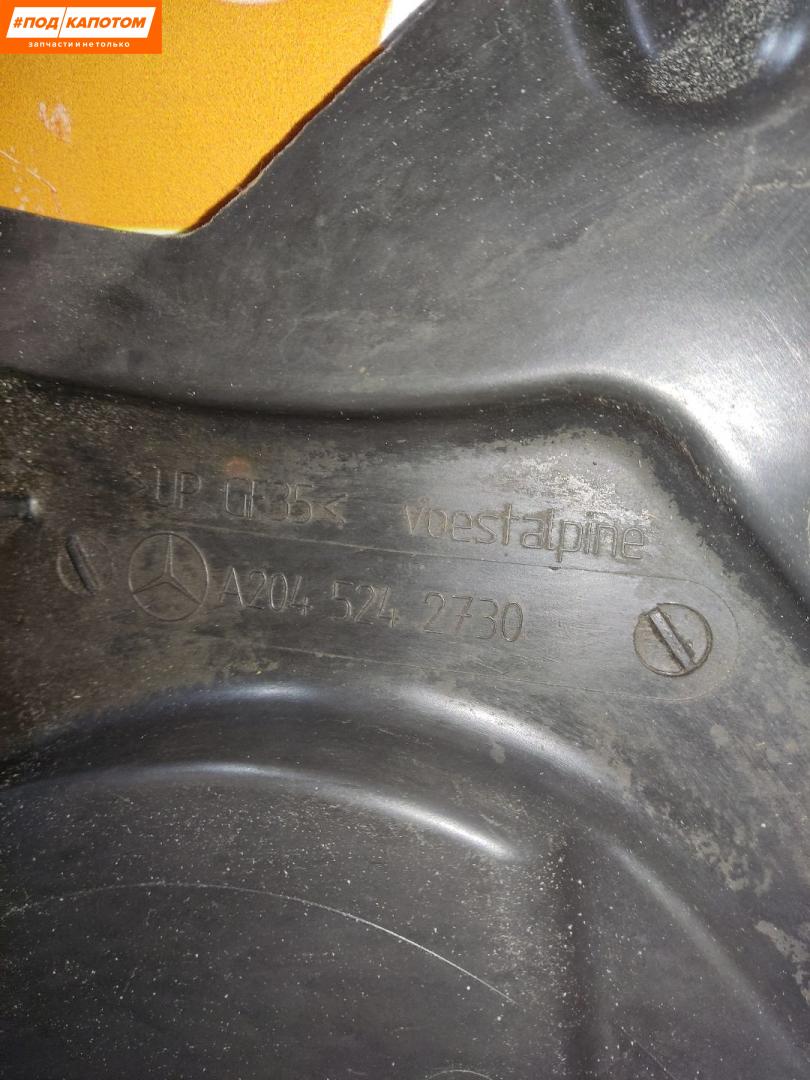 #ПОД КАПОТОМ
запчасти и не только
>UP GF35< voestalpine
A204 524 2730